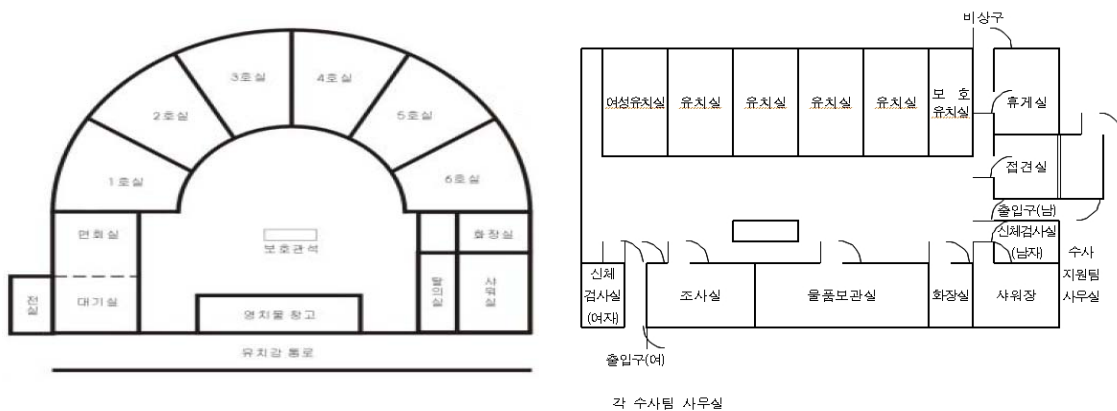 3호실
4호실
2호실
5호실
1호실
6호실
면회실
화장실
보호관석
대기실
전실
탈의실
샤워실
영치물 창고
유치강 통로
비상구
여성유치실
유치실
유치실
유치실
유치실
보 호
유치실
휴게실
접견실
출입구(남)
신체검사실
(남자)
수사
지원팀
사무실
신체
검사실
(여자)
조사실
물품보관실
화장실
샤워장
출입구(여)
각 수사팀 사무실